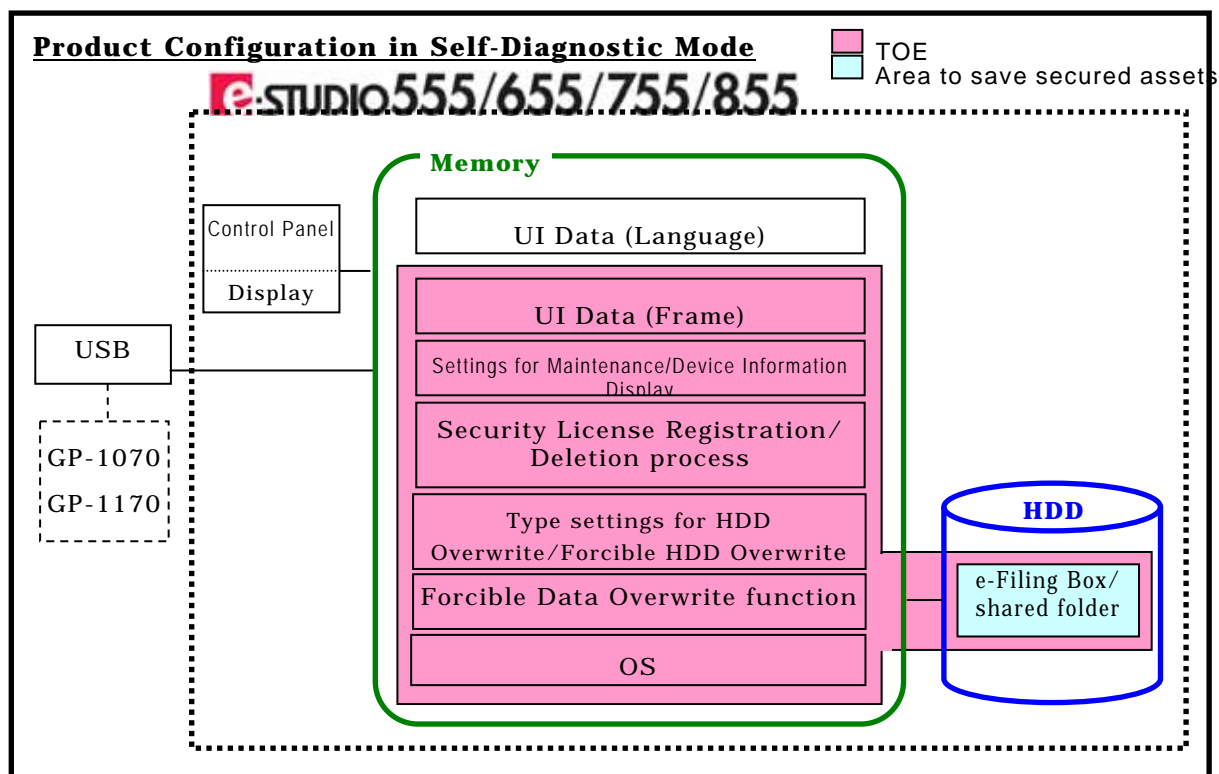 Product Configuration in Self-Diagnostic Mode
TOE
Area to save secured assets
e-STUDIO555/655/755/855
Memory
Control Panel
Display
UI Data (Language)
UI Data (Frame)
USB
Settings for Maintenance/Device Information
Display
Security License Registration/
Deletion process
GP-1070
GP-1170
Type settings for HDD
Overwrite/Forcible HDD Overwrite
HDD
Forcible Data Overwrite function
e-Filing Box/
shared folder
OS